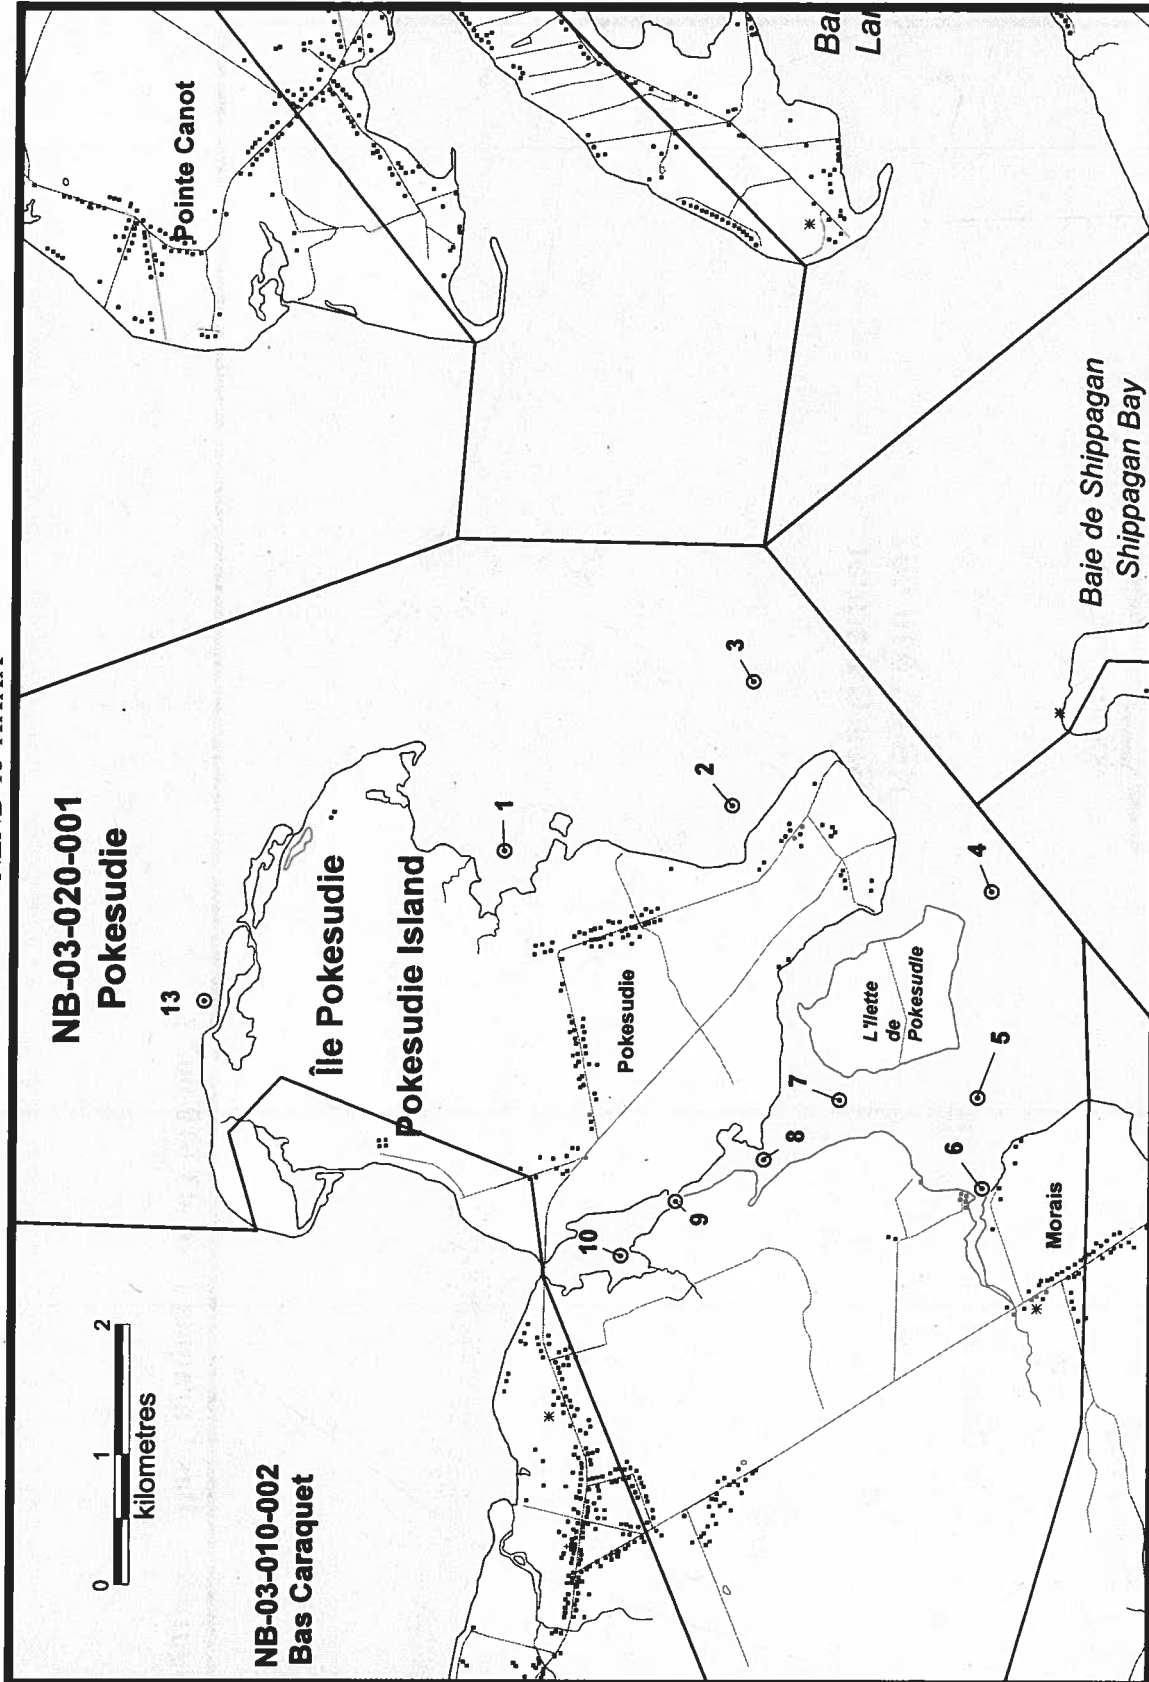 NB-03-020-001
Pokesudie
Pointe Canot
Île Pokesudie
Pokesudie Island
Pokesudie
L'Ilette
de
Pokesudie
Morais
Baie de Shippagan
Shippagan Bay
NB-03-010-002
Bas Caraquet
0 1 2
kilometres
Bai
Lar
1
2
3
4
5
6
7
8
9
10
13